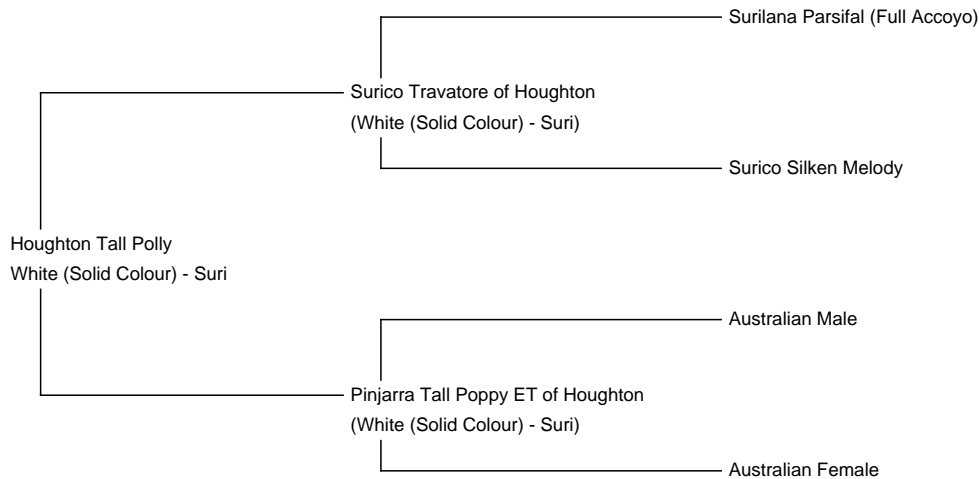 Surilana Parsifal (Full Accoyo)
Surico Travatore of Houghton
(White (Solid Colour) - Suri)
Surico Silken Melody
Houghton Tall Polly
White (Solid Colour) - Suri
Australian Male
Pinjarra Tall Poppy ET of Houghton
(White (Solid Colour) - Suri)
Australian Female